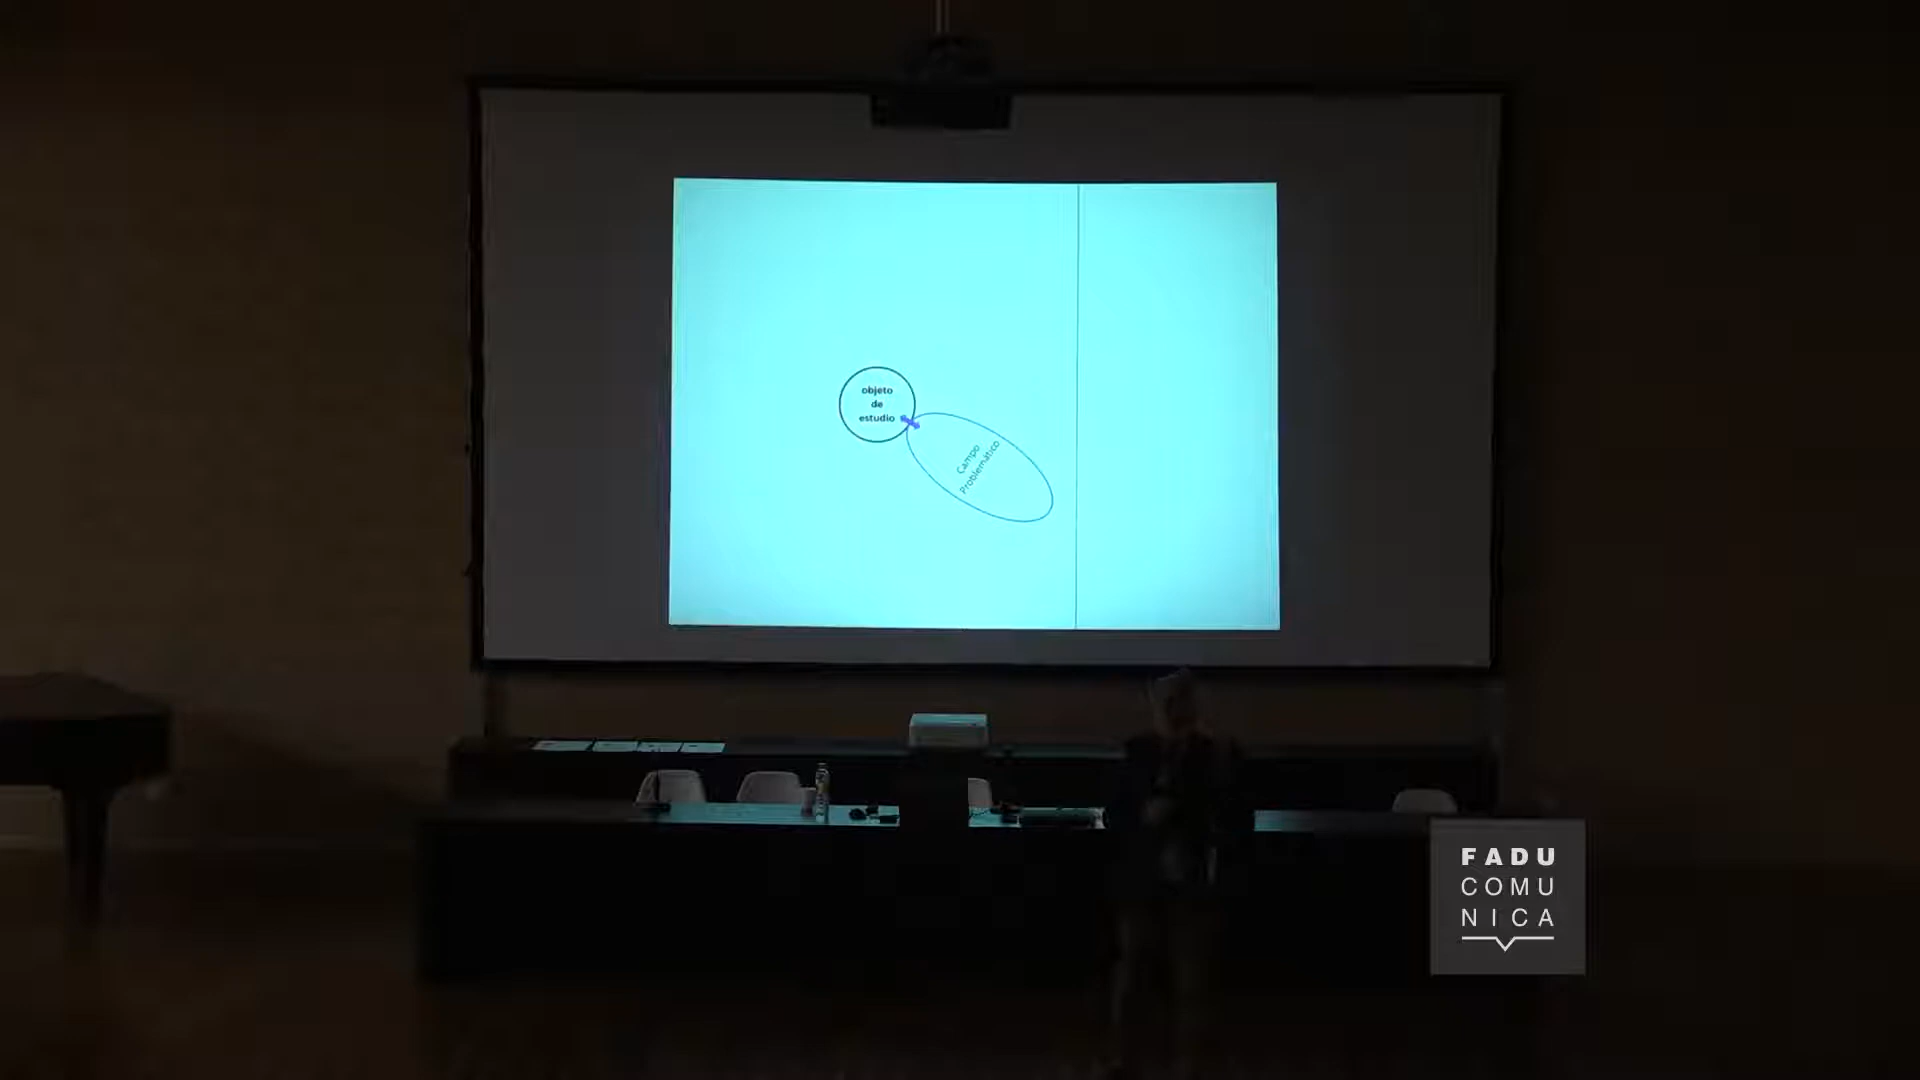 objeto
de
estudio
Campo
Problemático
FADU
COMU
NICA